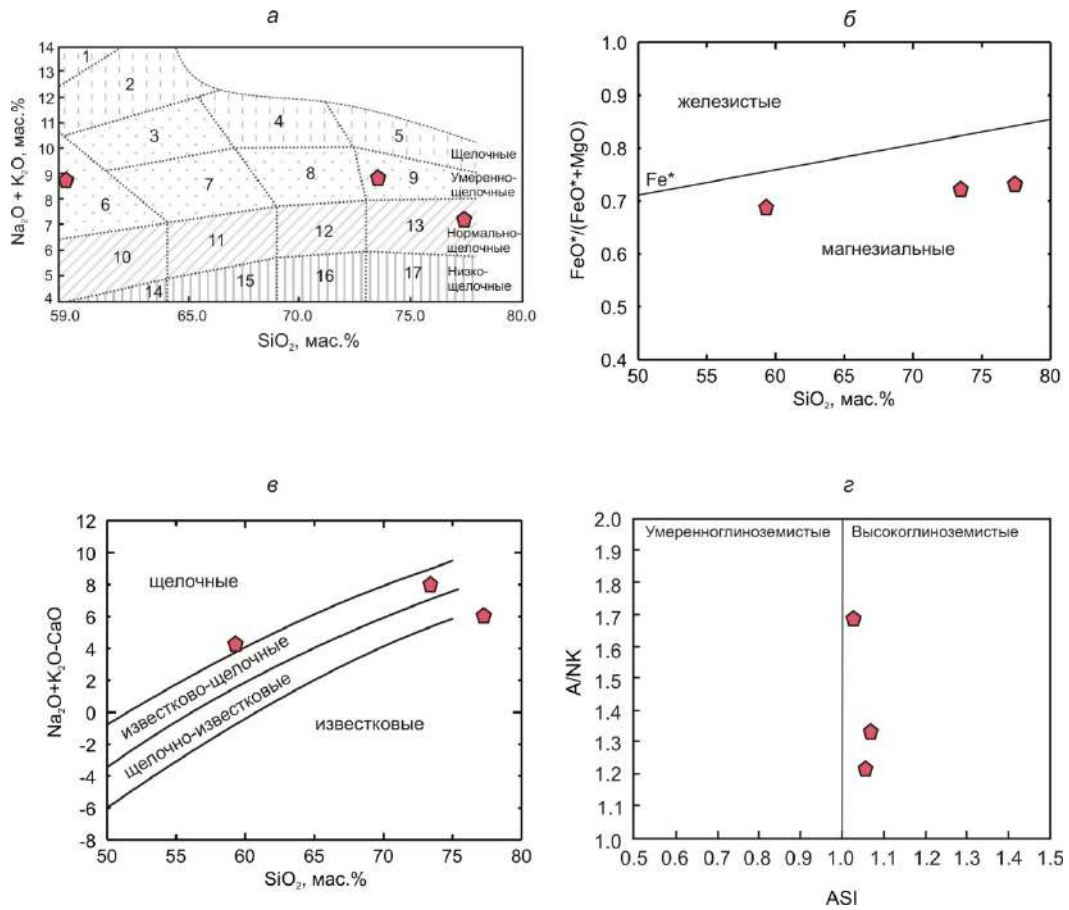 а
14
13
12
11
10
9
8
7
6
5
4
Na₂O + K₂O, мас.%
1
2
3
4
5
Щелочные
6
7
8
9
Умеренно-
щелочные
10
11
12
13
Нормально-
щелочные
14
15
16
17
Низко-
щелочные
59.0 65.0 70.0 75.0 80.0
SiO₂, мас.%
б
1.0
0.9
0.8
0.7
0.6
0.5
0.4
FeO*/(FeO*+MgO)
железистые
Fe*
магнезиальные
50 55 60 65 70 75 80
SiO₂, мас.%
в
12
10
8
6
4
2
0
-2
-4
-6
-8
Na₂O+K₂O-CaO
щелочные
известково-щелочные
щелочно-известковые
известковые
50 55 60 65 70 75 80
SiO₂, мас.%
г
2.0
1.9
1.8
1.7
1.6
1.5
1.4
1.3
1.2
1.1
1.0
A/NK
Умеренноглиноземистые
Высокоглиноземистые
0.5 0.6 0.7 0.8 0.9 1.0 1.1 1.2 1.3 1.4 1.5
ASI